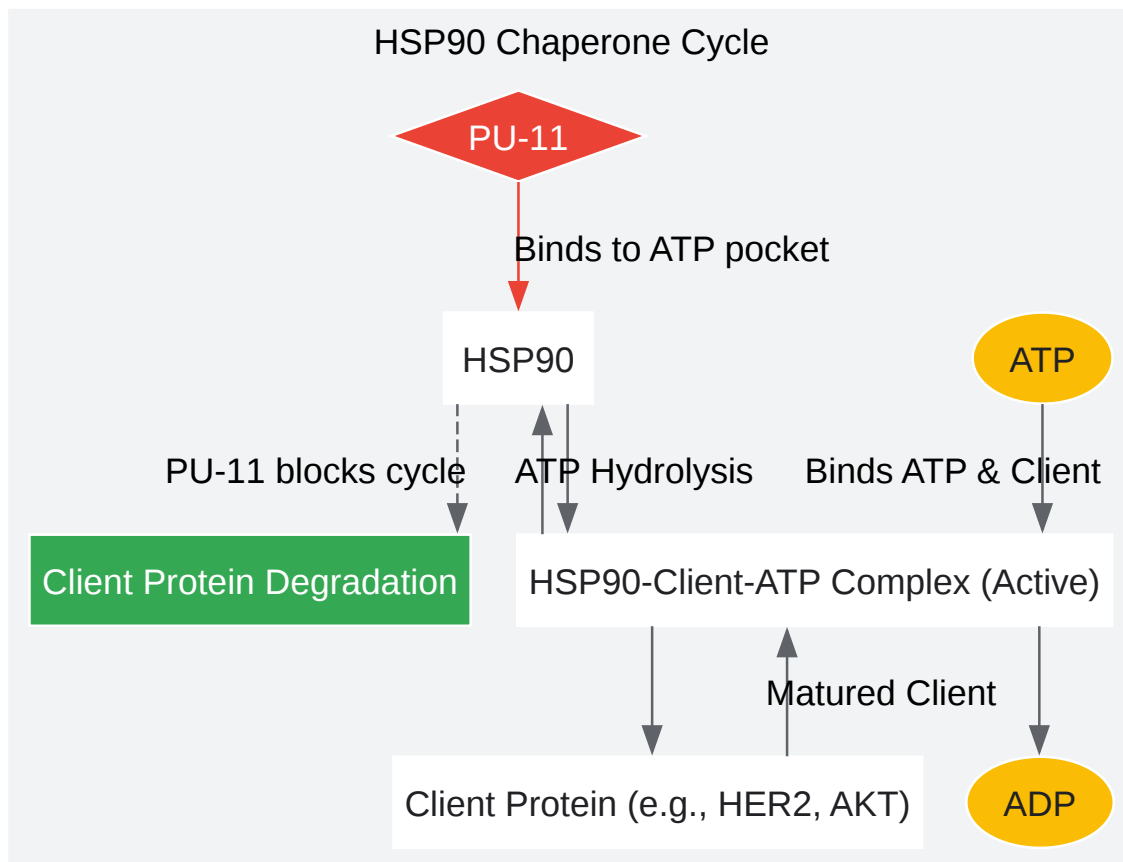 HSP90 Chaperone Cycle
PU-11
Binds to ATP pocket
HSP90
ATP
PU-11 blocks cycle
ATP Hydrolysis
Binds ATP & Client
Client Protein Degradation
HSP90-Client-ATP Complex (Active)
Matured Client
Client Protein (e.g., HER2, AKT)
ADP